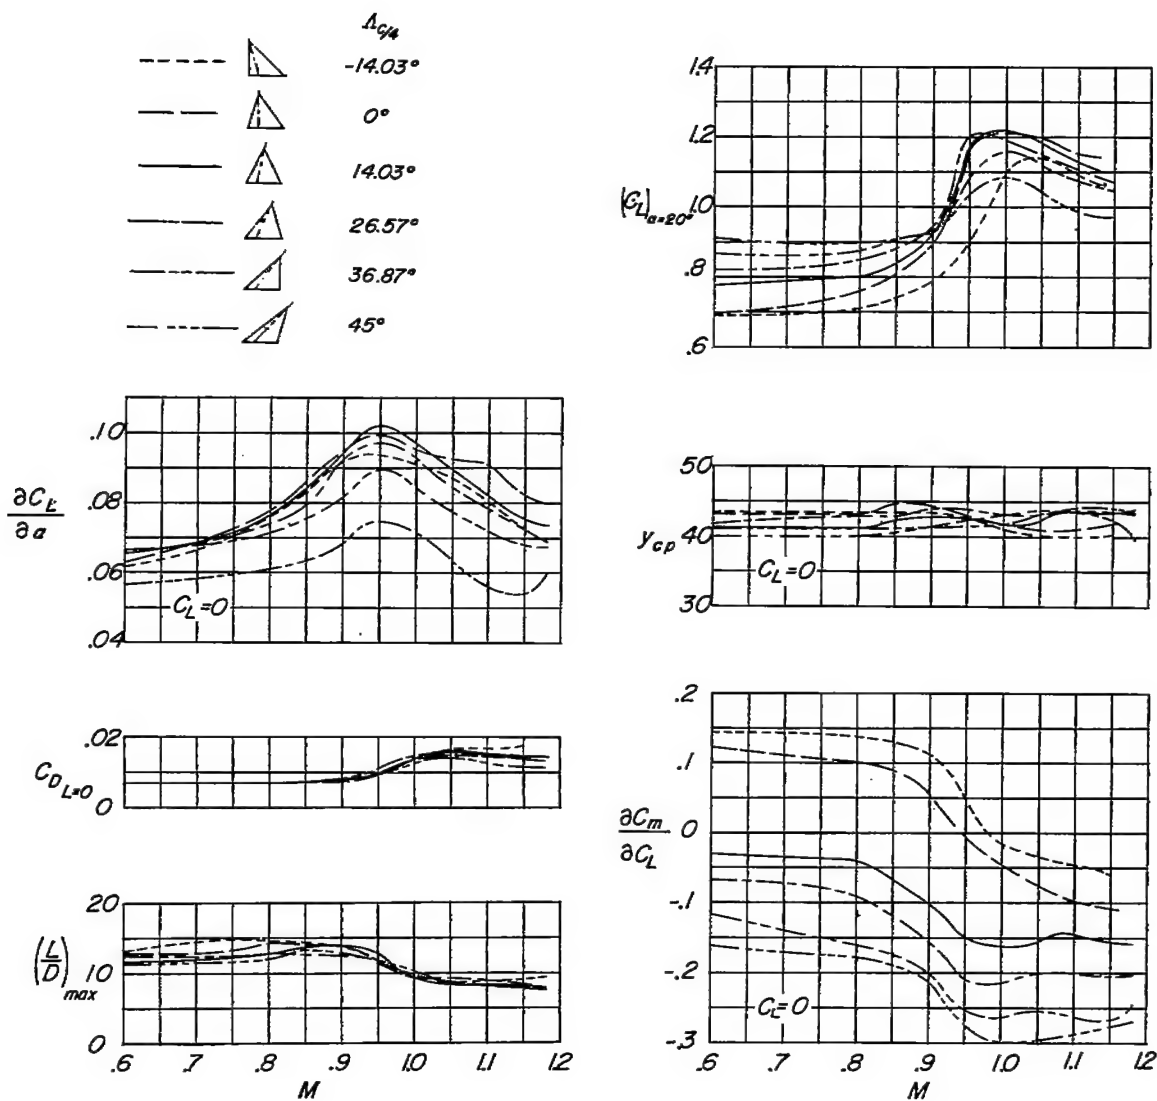 Λc/4
-14.03°
0°
14.03°
26.57°
36.87°
45°
1.4
1.2
1.0
.8
.6
(CL)α=20°
.10
.08
.06
.04
∂CL
∂α
CL=0
50
40
30
ycp
CL=0
.02
0
CD L=0
.2
.1
0
-.1
-.2
-.3
∂Cm
∂CL
CL=0
20
10
0
(L/D)max
.6 .7 .8 .9 1.0 1.1 1.2
M
.6 .7 .8 .9 1.0 1.1 1.2
M